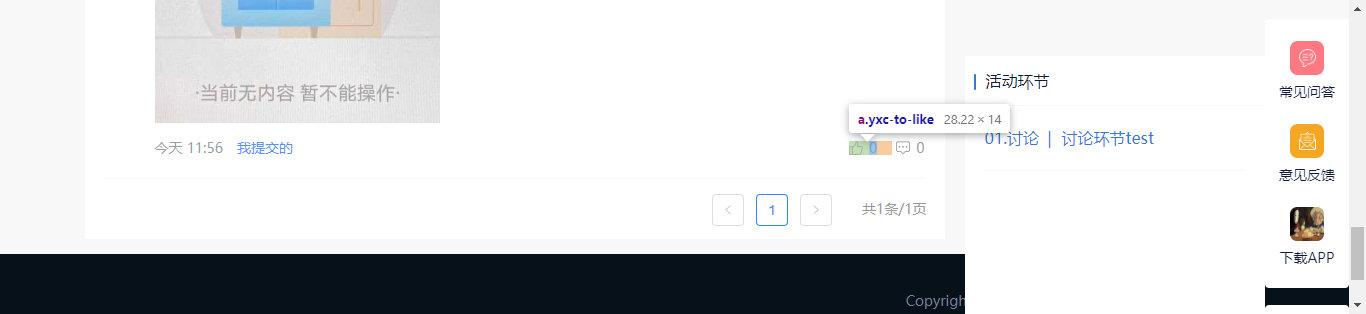 ·当前无内容 暂不能操作·
今天 11:56 我提交的
a.yxc-to-like 28.22 × 14
0 0
1 共1条/1页
活动环节
01.讨论 | 讨论环节test
常见问答
意见反馈
下载APP